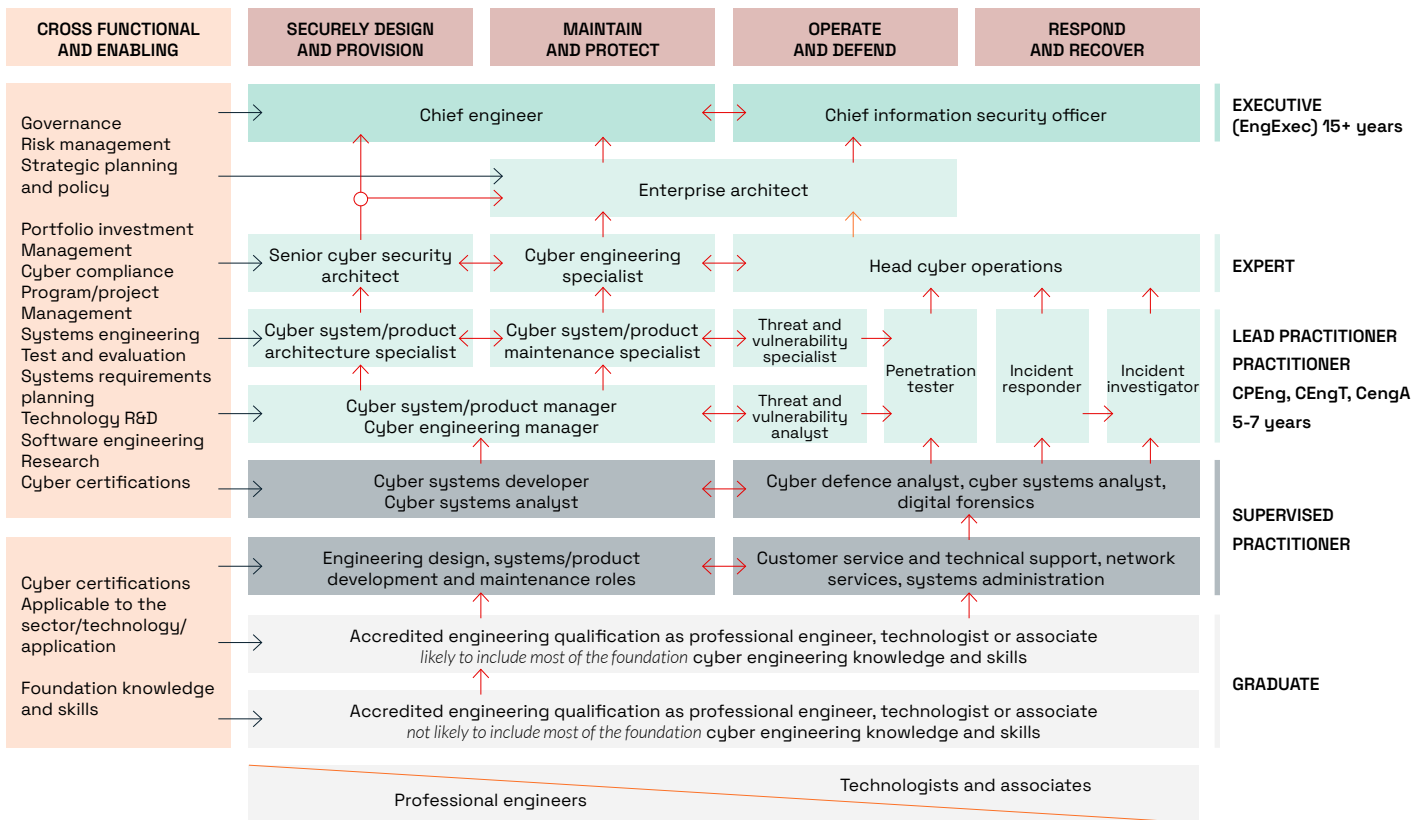 CROSS FUNCTIONAL
AND ENABLING
SECURELY DESIGN
AND PROVISION
MAINTAIN
AND PROTECT
OPERATE
AND DEFEND
RESPOND
AND RECOVER
Governance
Risk management
Strategic planning
and policy
Portfolio investment
Management
Cyber compliance
Program/project
Management
Systems engineering
Test and evaluation
Systems requirements
planning
Technology R&D
Software engineering
Research
Cyber certifications
Cyber certifications
Applicable to the
sector/technology/
application
Foundation knowledge
and skills
Chief engineer
Chief information security officer
Enterprise architect
Senior cyber security
architect
Cyber engineering
specialist
Head cyber operations
Cyber system/product
architecture specialist
Cyber system/product
maintenance specialist
Threat and
vulnerability
specialist
Penetration
tester
Incident
responder
Incident
investigator
Cyber system/product manager
Cyber engineering manager
Threat and
vulnerability
analyst
Cyber systems developer
Cyber systems analyst
Cyber defence analyst, cyber systems analyst,
digital forensics
Engineering design, systems/product
development and maintenance roles
Customer service and technical support, network
services, systems administration
Accredited engineering qualification as professional engineer, technologist or associate
likely to include most of the foundation cyber engineering knowledge and skills
Accredited engineering qualification as professional engineer, technologist or associate
not likely to include most of the foundation cyber engineering knowledge and skills
Professional engineers
Technologists and associates
EXECUTIVE
(EngExec) 15+ years
EXPERT
LEAD PRACTITIONER
PRACTITIONER
CPEng, CEngT, CengA
5-7 years
SUPERVISED
PRACTITIONER
GRADUATE